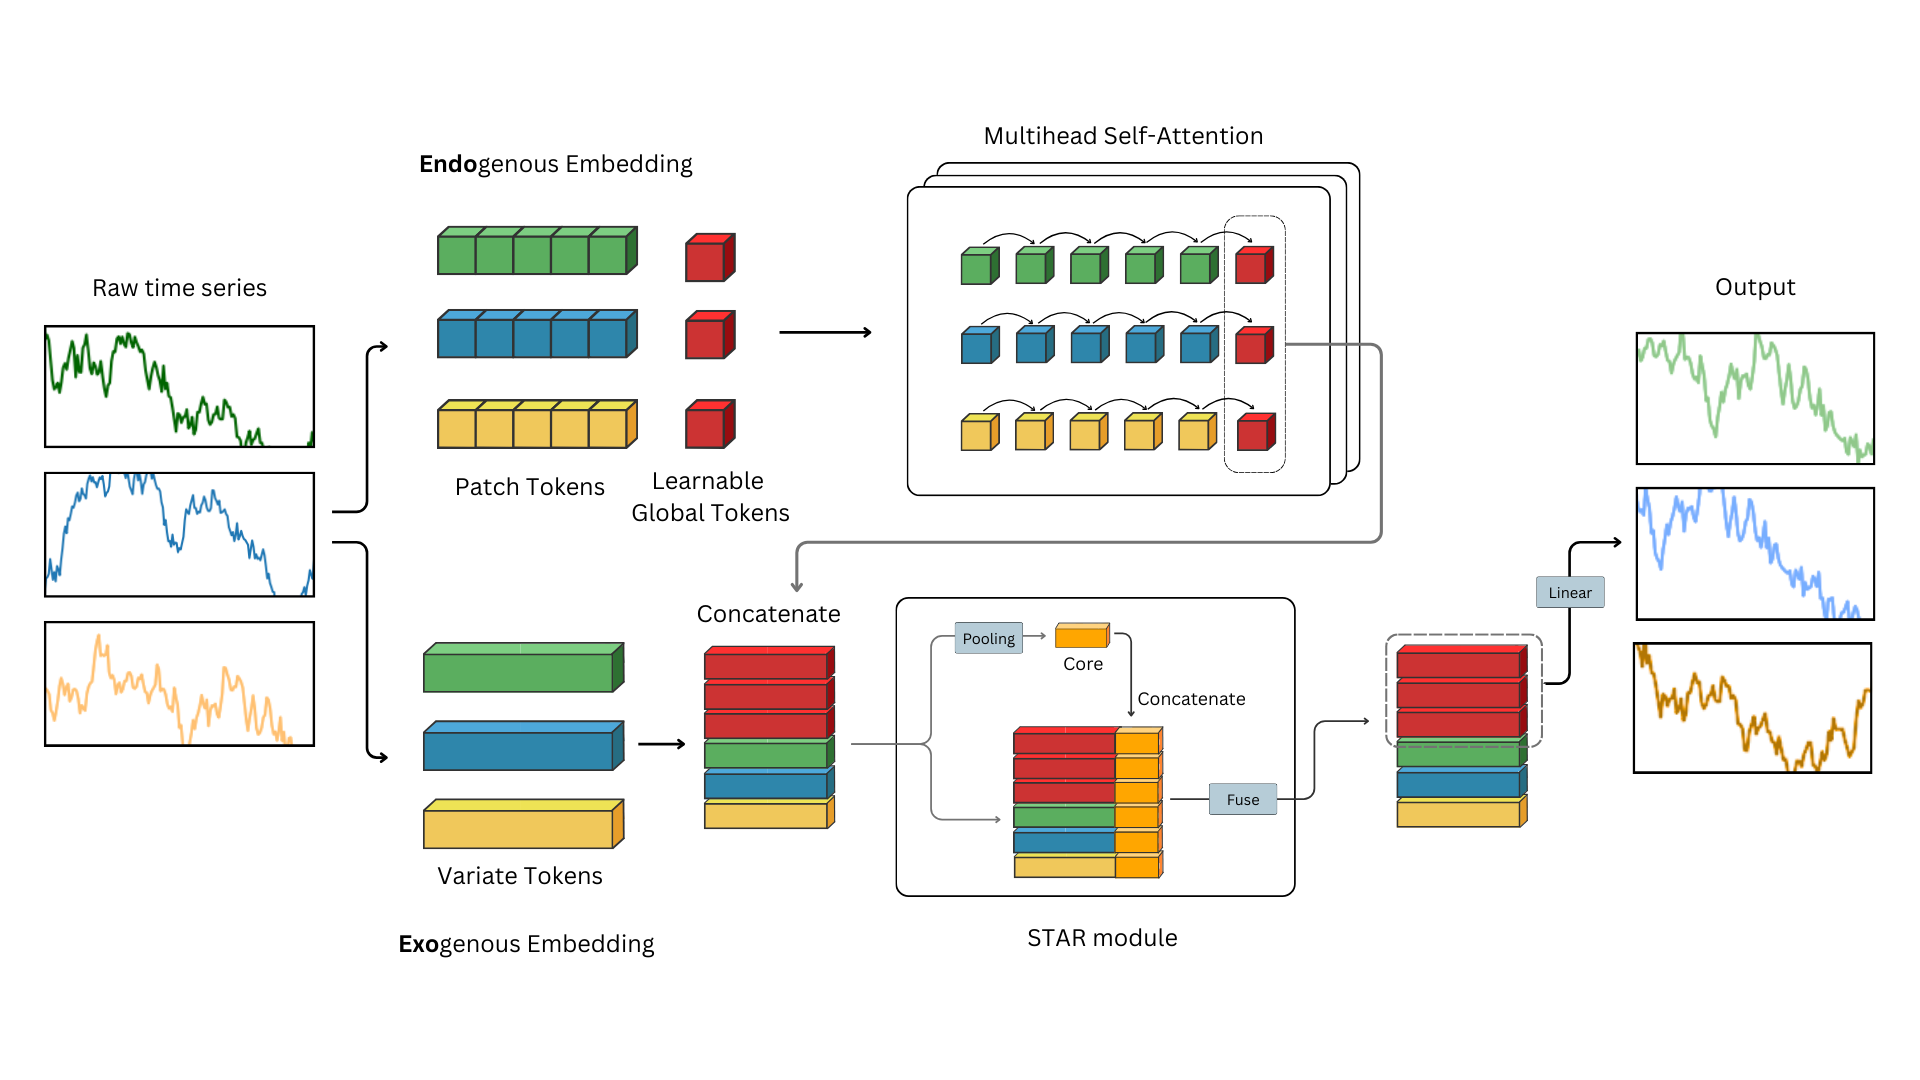 Raw time series
Endogenous Embedding
Patch Tokens
Learnable
Global Tokens
Multihead Self-Attention
Variate Tokens
Exogenous Embedding
Concatenate
Pooling
Core
Concatenate
Fuse
STAR module
Linear
Output